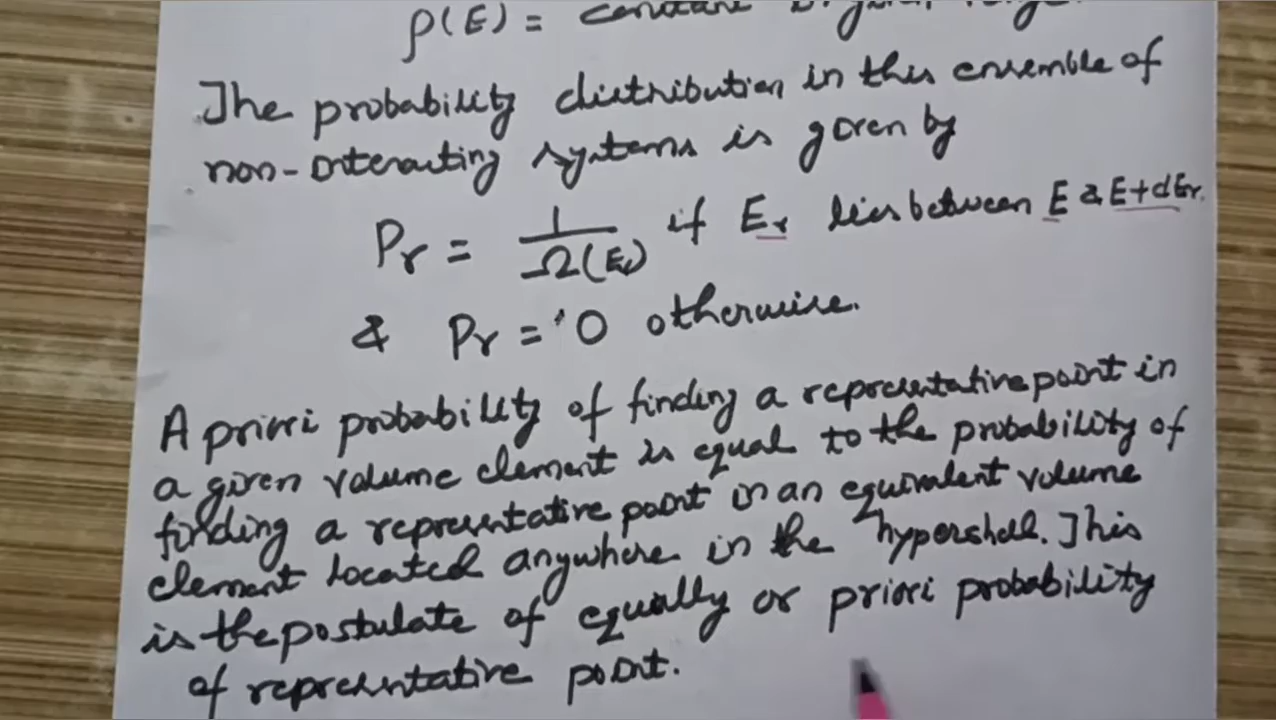 ρ(E) = constant
The probability distribution in this ensemble of
non-interacting systems is given by
Pr = 1/Ω(E) if Er lies between E & E+dEr.
& Pr = 0 otherwise.
A priori probability of finding a representative point in
a given volume element is equal to the probability of
finding a representative point in an equivalent volume
element located anywhere in the hypershell. This
is the postulate of equally or priori probability
of representative point.